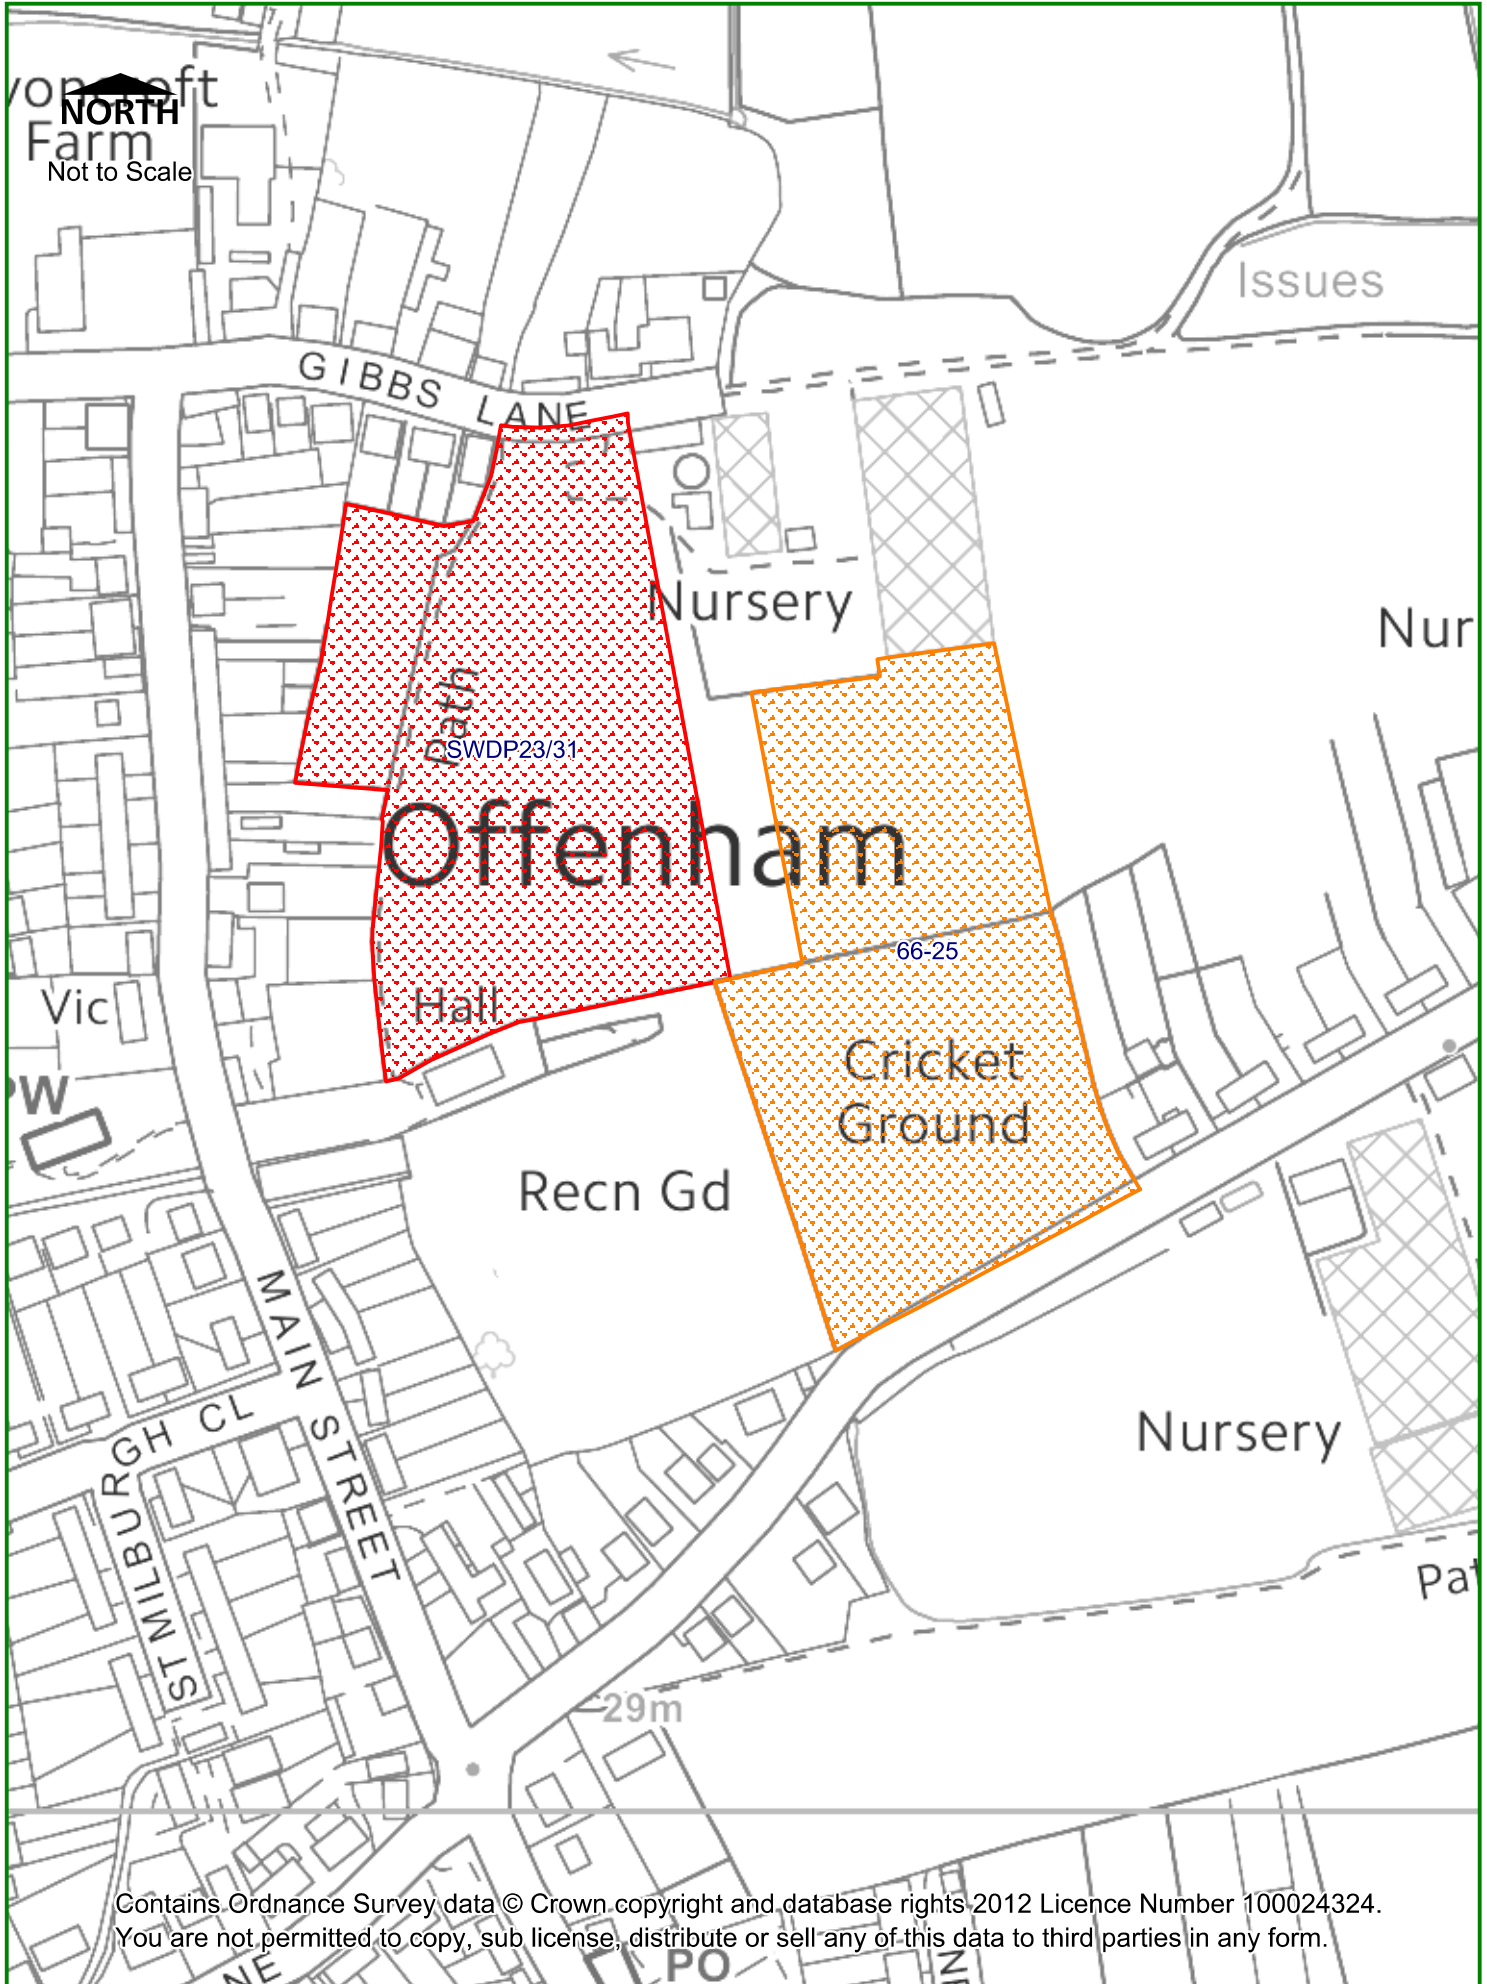 NORTH
Farm
Not to Scale
Issues
GIBBS LANE
Nursery
Nur
Path
SWDP23/31
Offenham
66-25
Hall
Vic
Cricket
Ground
Recn Gd
MAIN STREET
ST MILBURGH CL
Nursery
Pat
29m
Contains Ordnance Survey data © Crown copyright and database rights 2012 Licence Number 100024324.
You are not permitted to copy, sub license, distribute or sell any of this data to third parties in any form.
PO